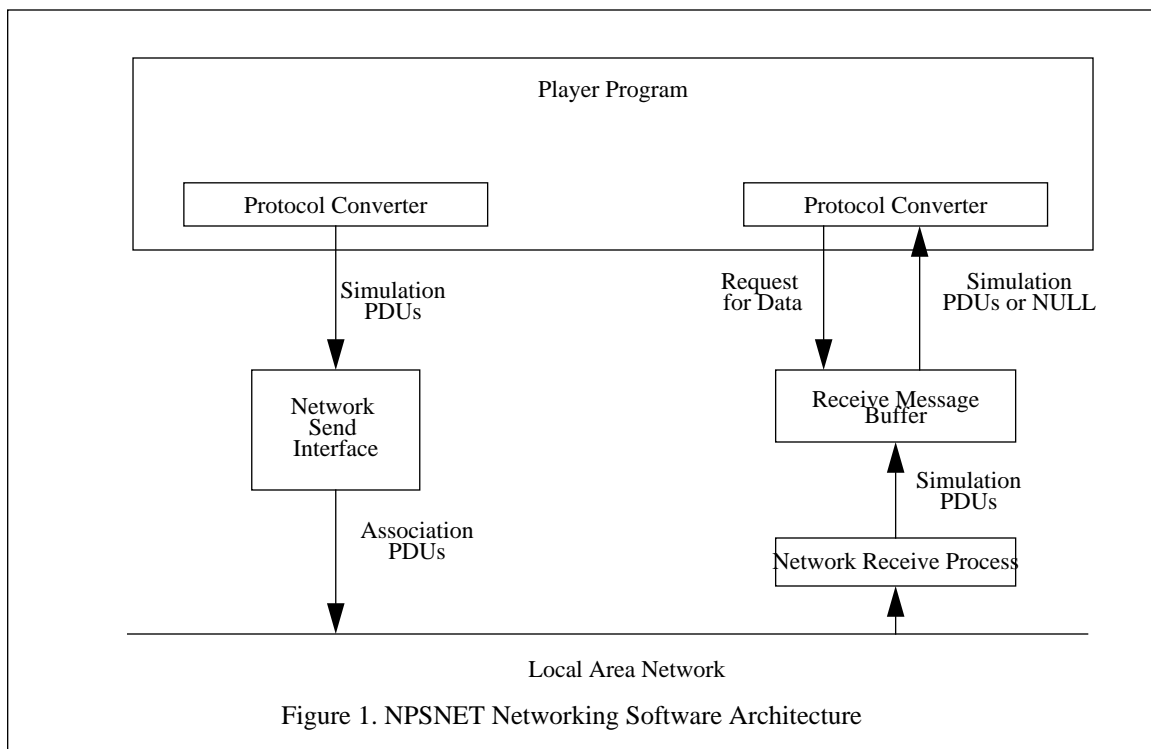 Player Program
Protocol Converter
Protocol Converter
Simulation
PDUs
Request
for Data
Simulation
PDUs or NULL
Network
Send
Interface
Receive Message
Buffer
Simulation
PDUs
Association
PDUs
Network Receive Process
Local Area Network
Figure 1. NPSNET Networking Software Architecture